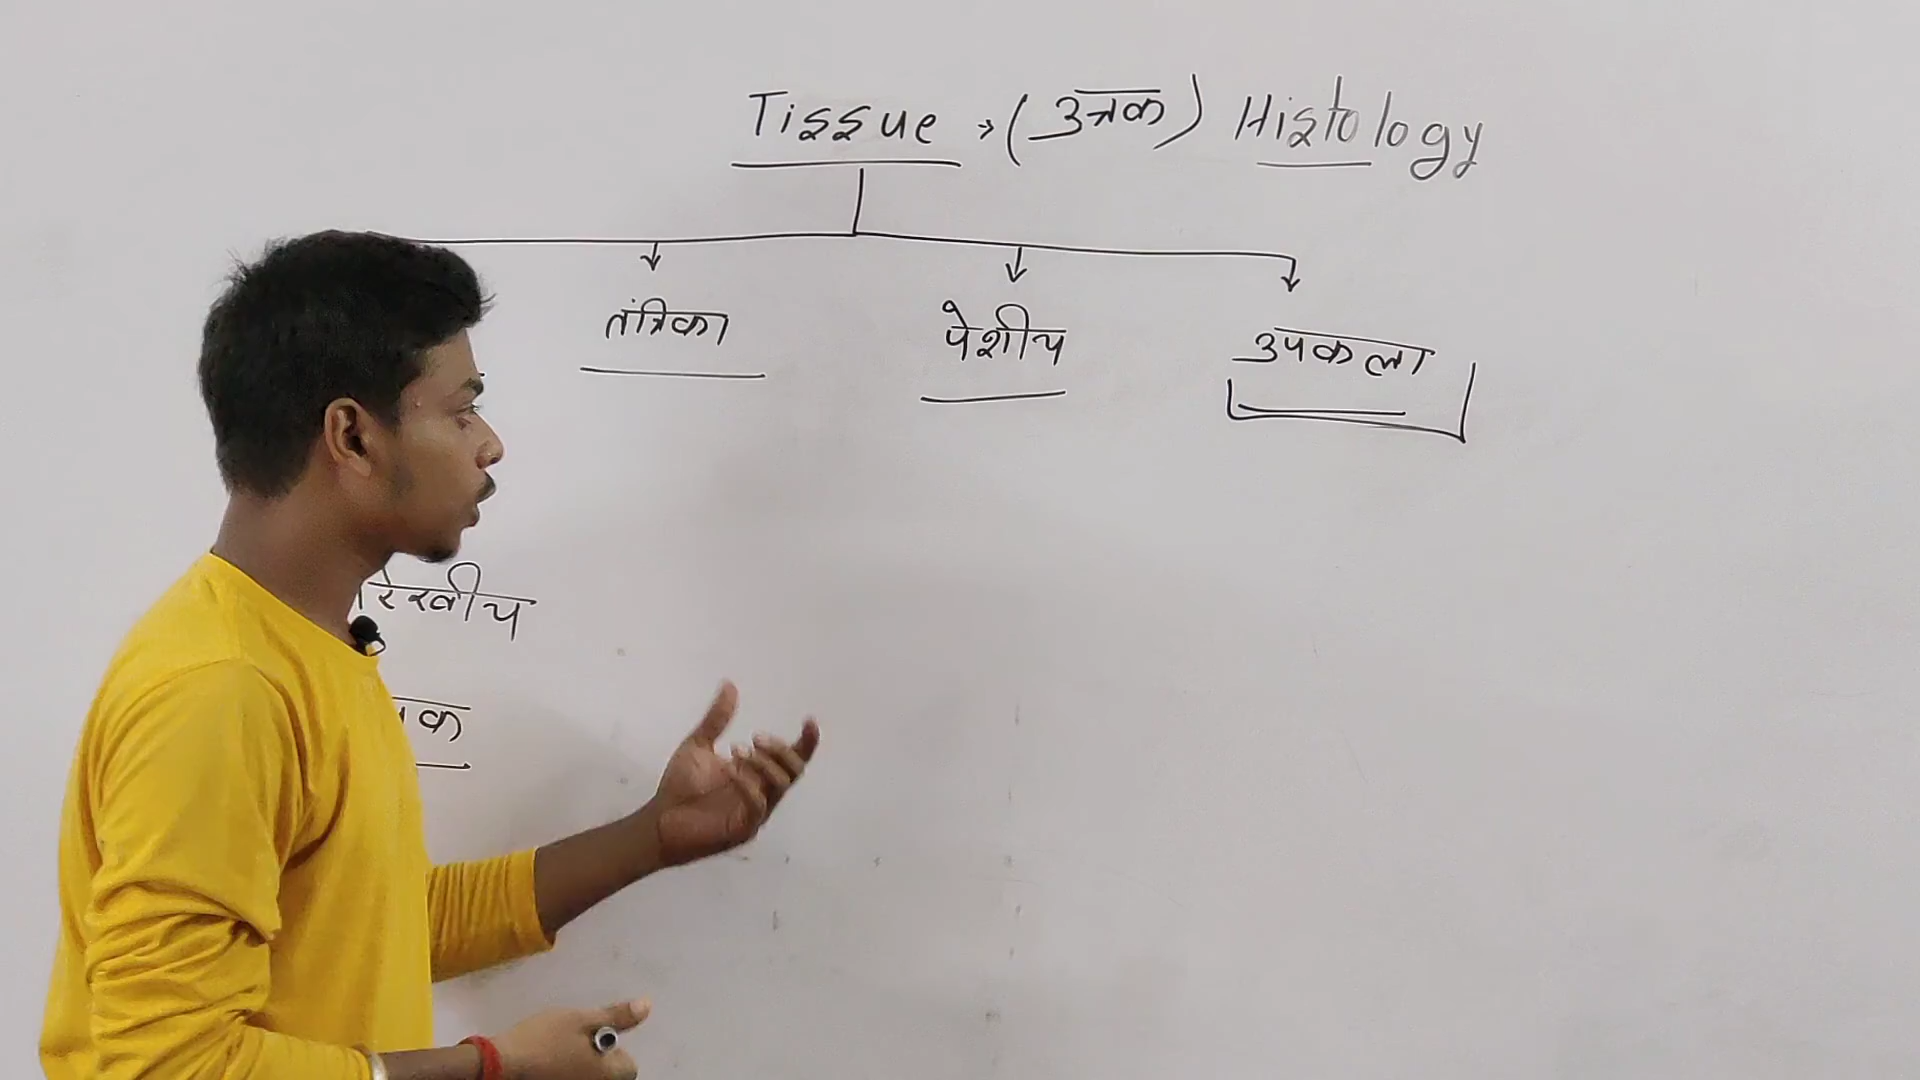 Tissue → (उत्तक) Histology
तंत्रिका पेशीय उपकला
रेखीय